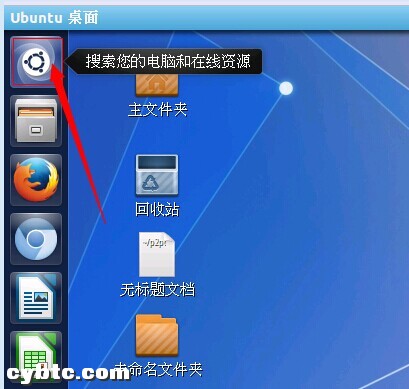 Ubuntu 桌面
搜索您的电脑和在线资源
主文件夹
回收站
~/p2pr
无标题文档
未命名文件夹
cybtc.com